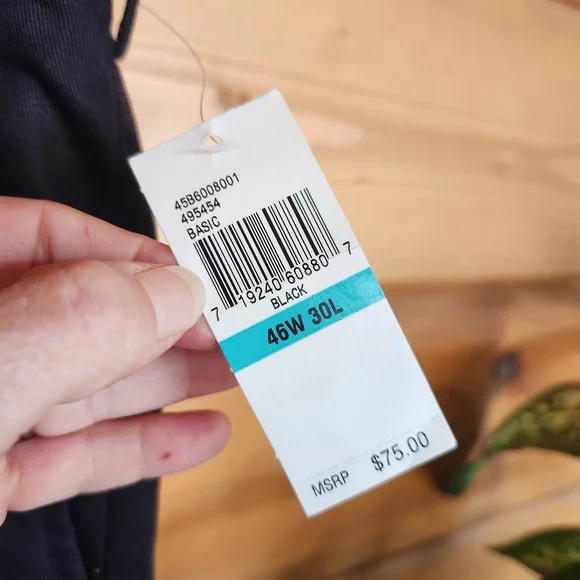 45B6008001
495454
BASIC
7 19240 60880 7
BLACK
46W 30L
MSRP $75.00